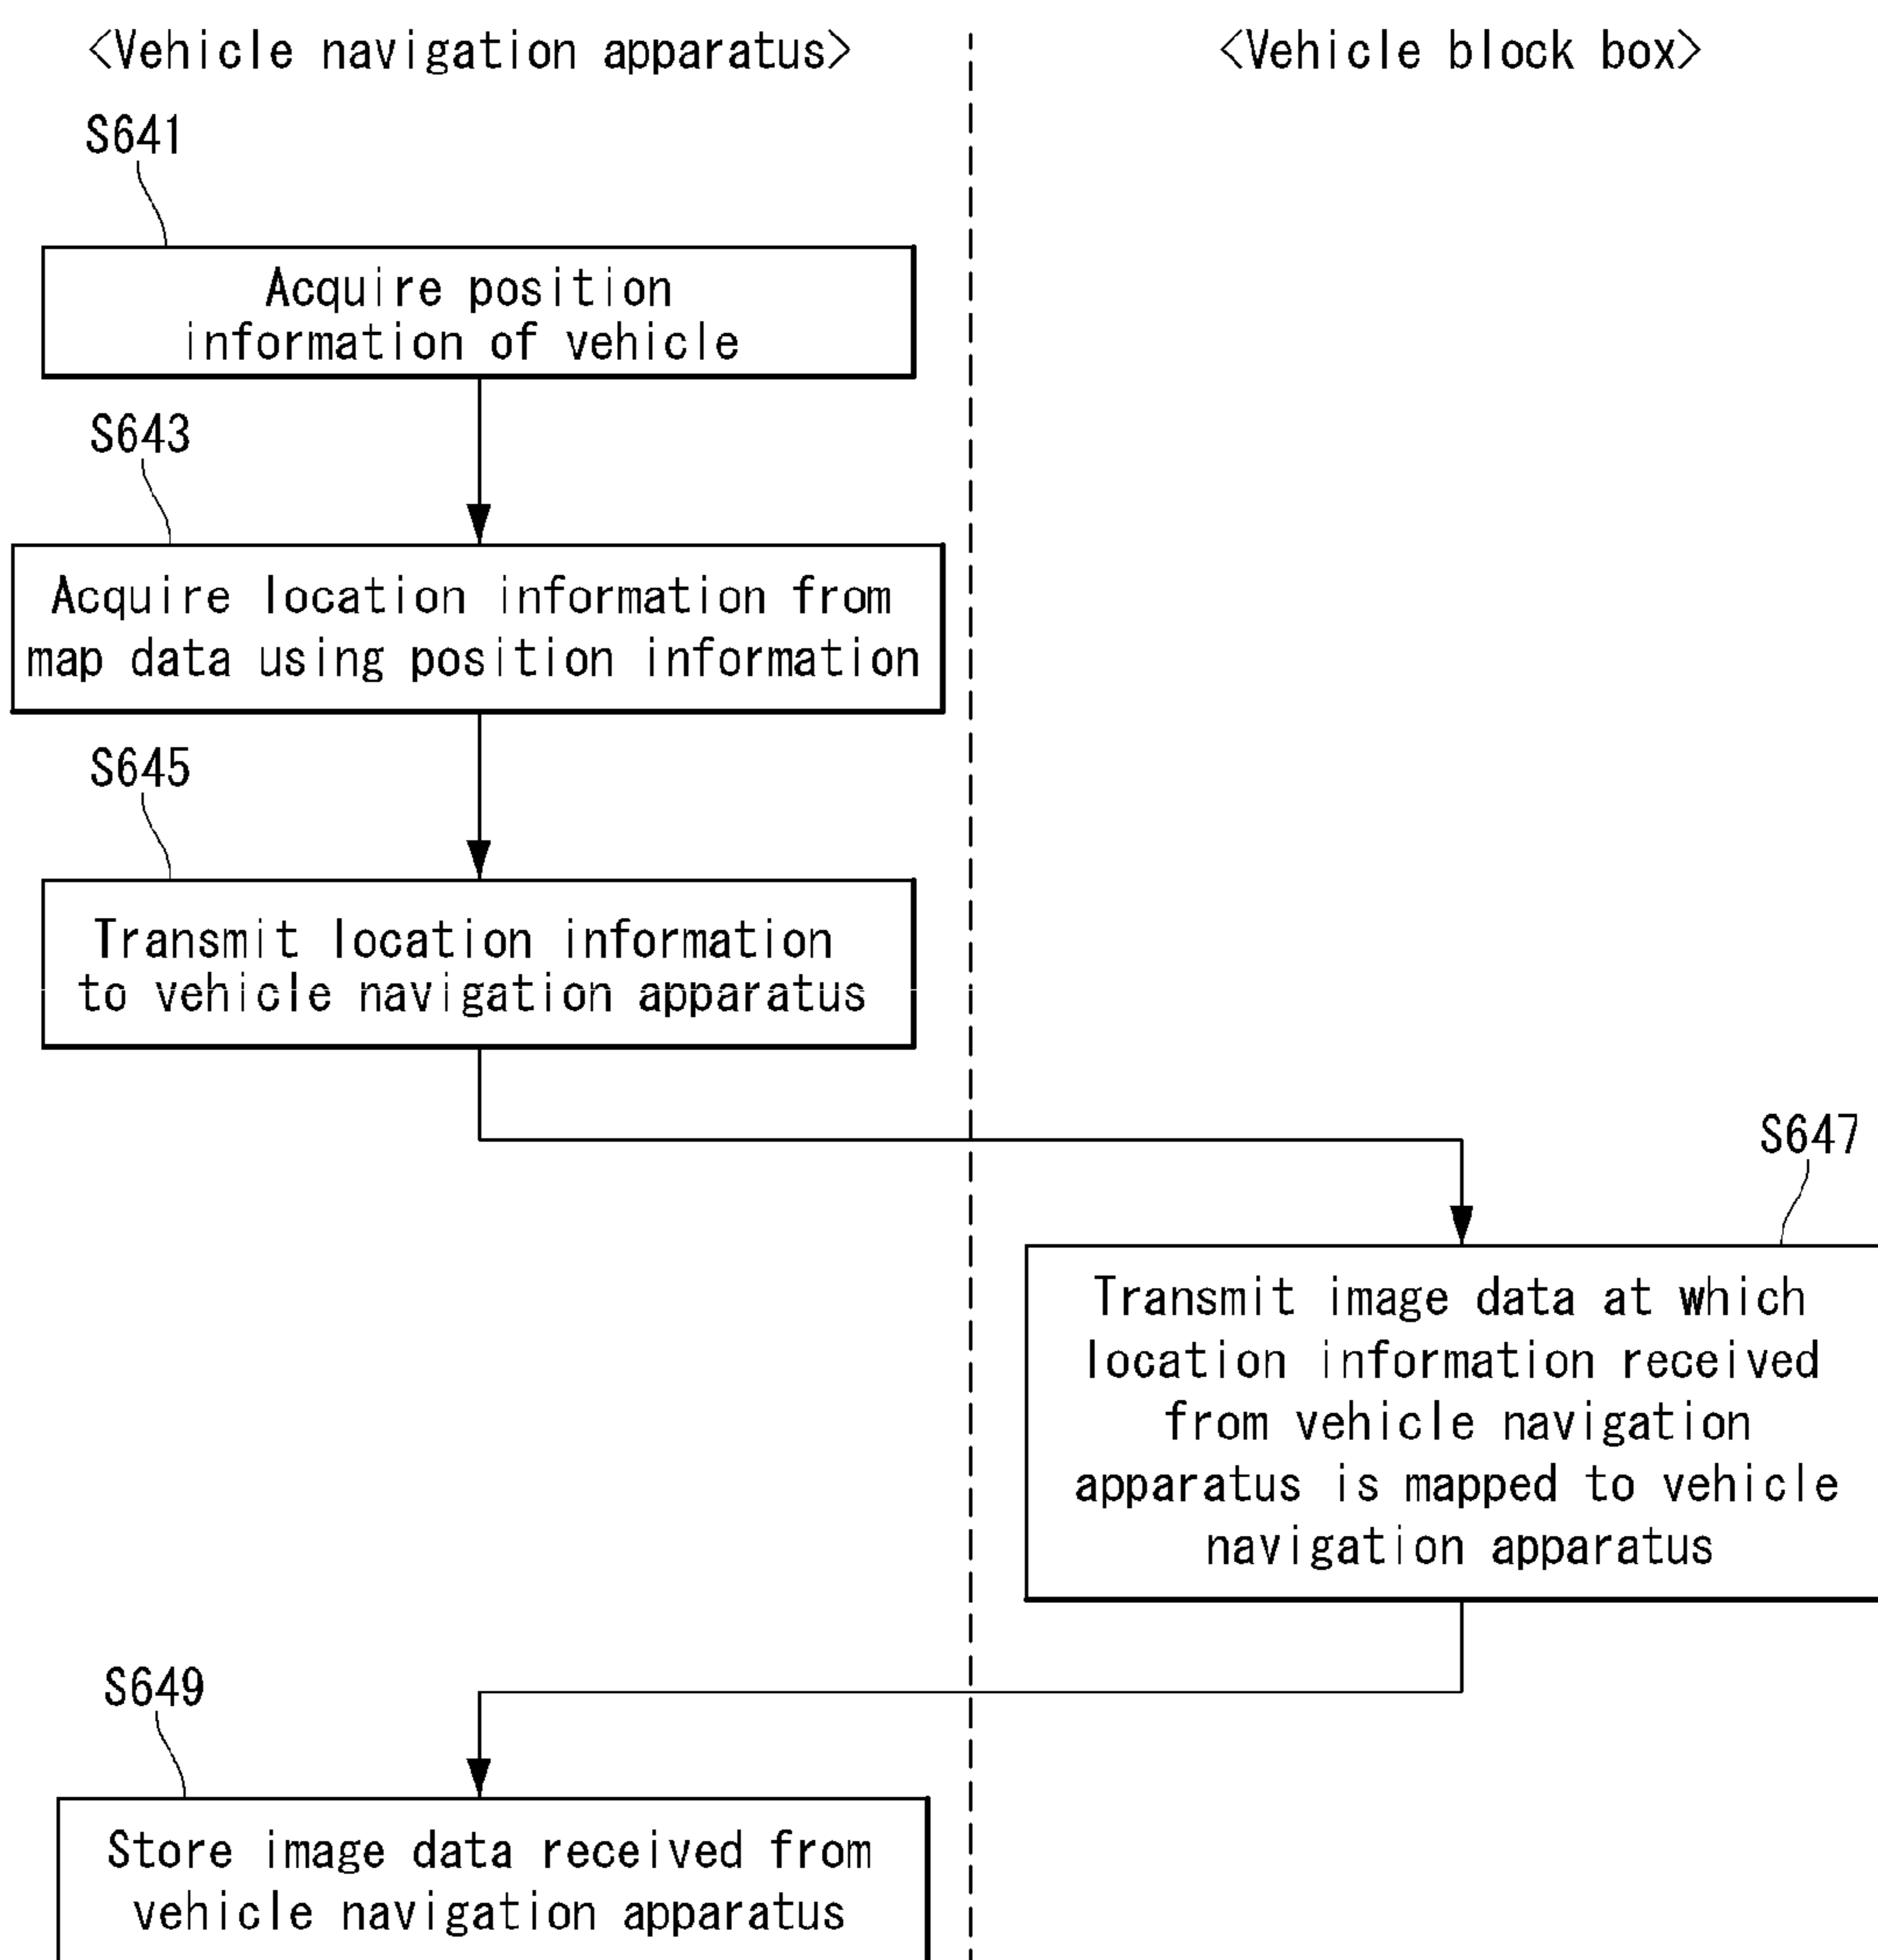 <Vehicle navigation apparatus>
<Vehicle block box>
S641
Acquire position
information of vehicle
S643
Acquire location information from
map data using position information
S645
Transmit location information
to vehicle navigation apparatus
S647
Transmit image data at which
location information received
from vehicle navigation
apparatus is mapped to vehicle
navigation apparatus
S649
Store image data received from
vehicle navigation apparatus